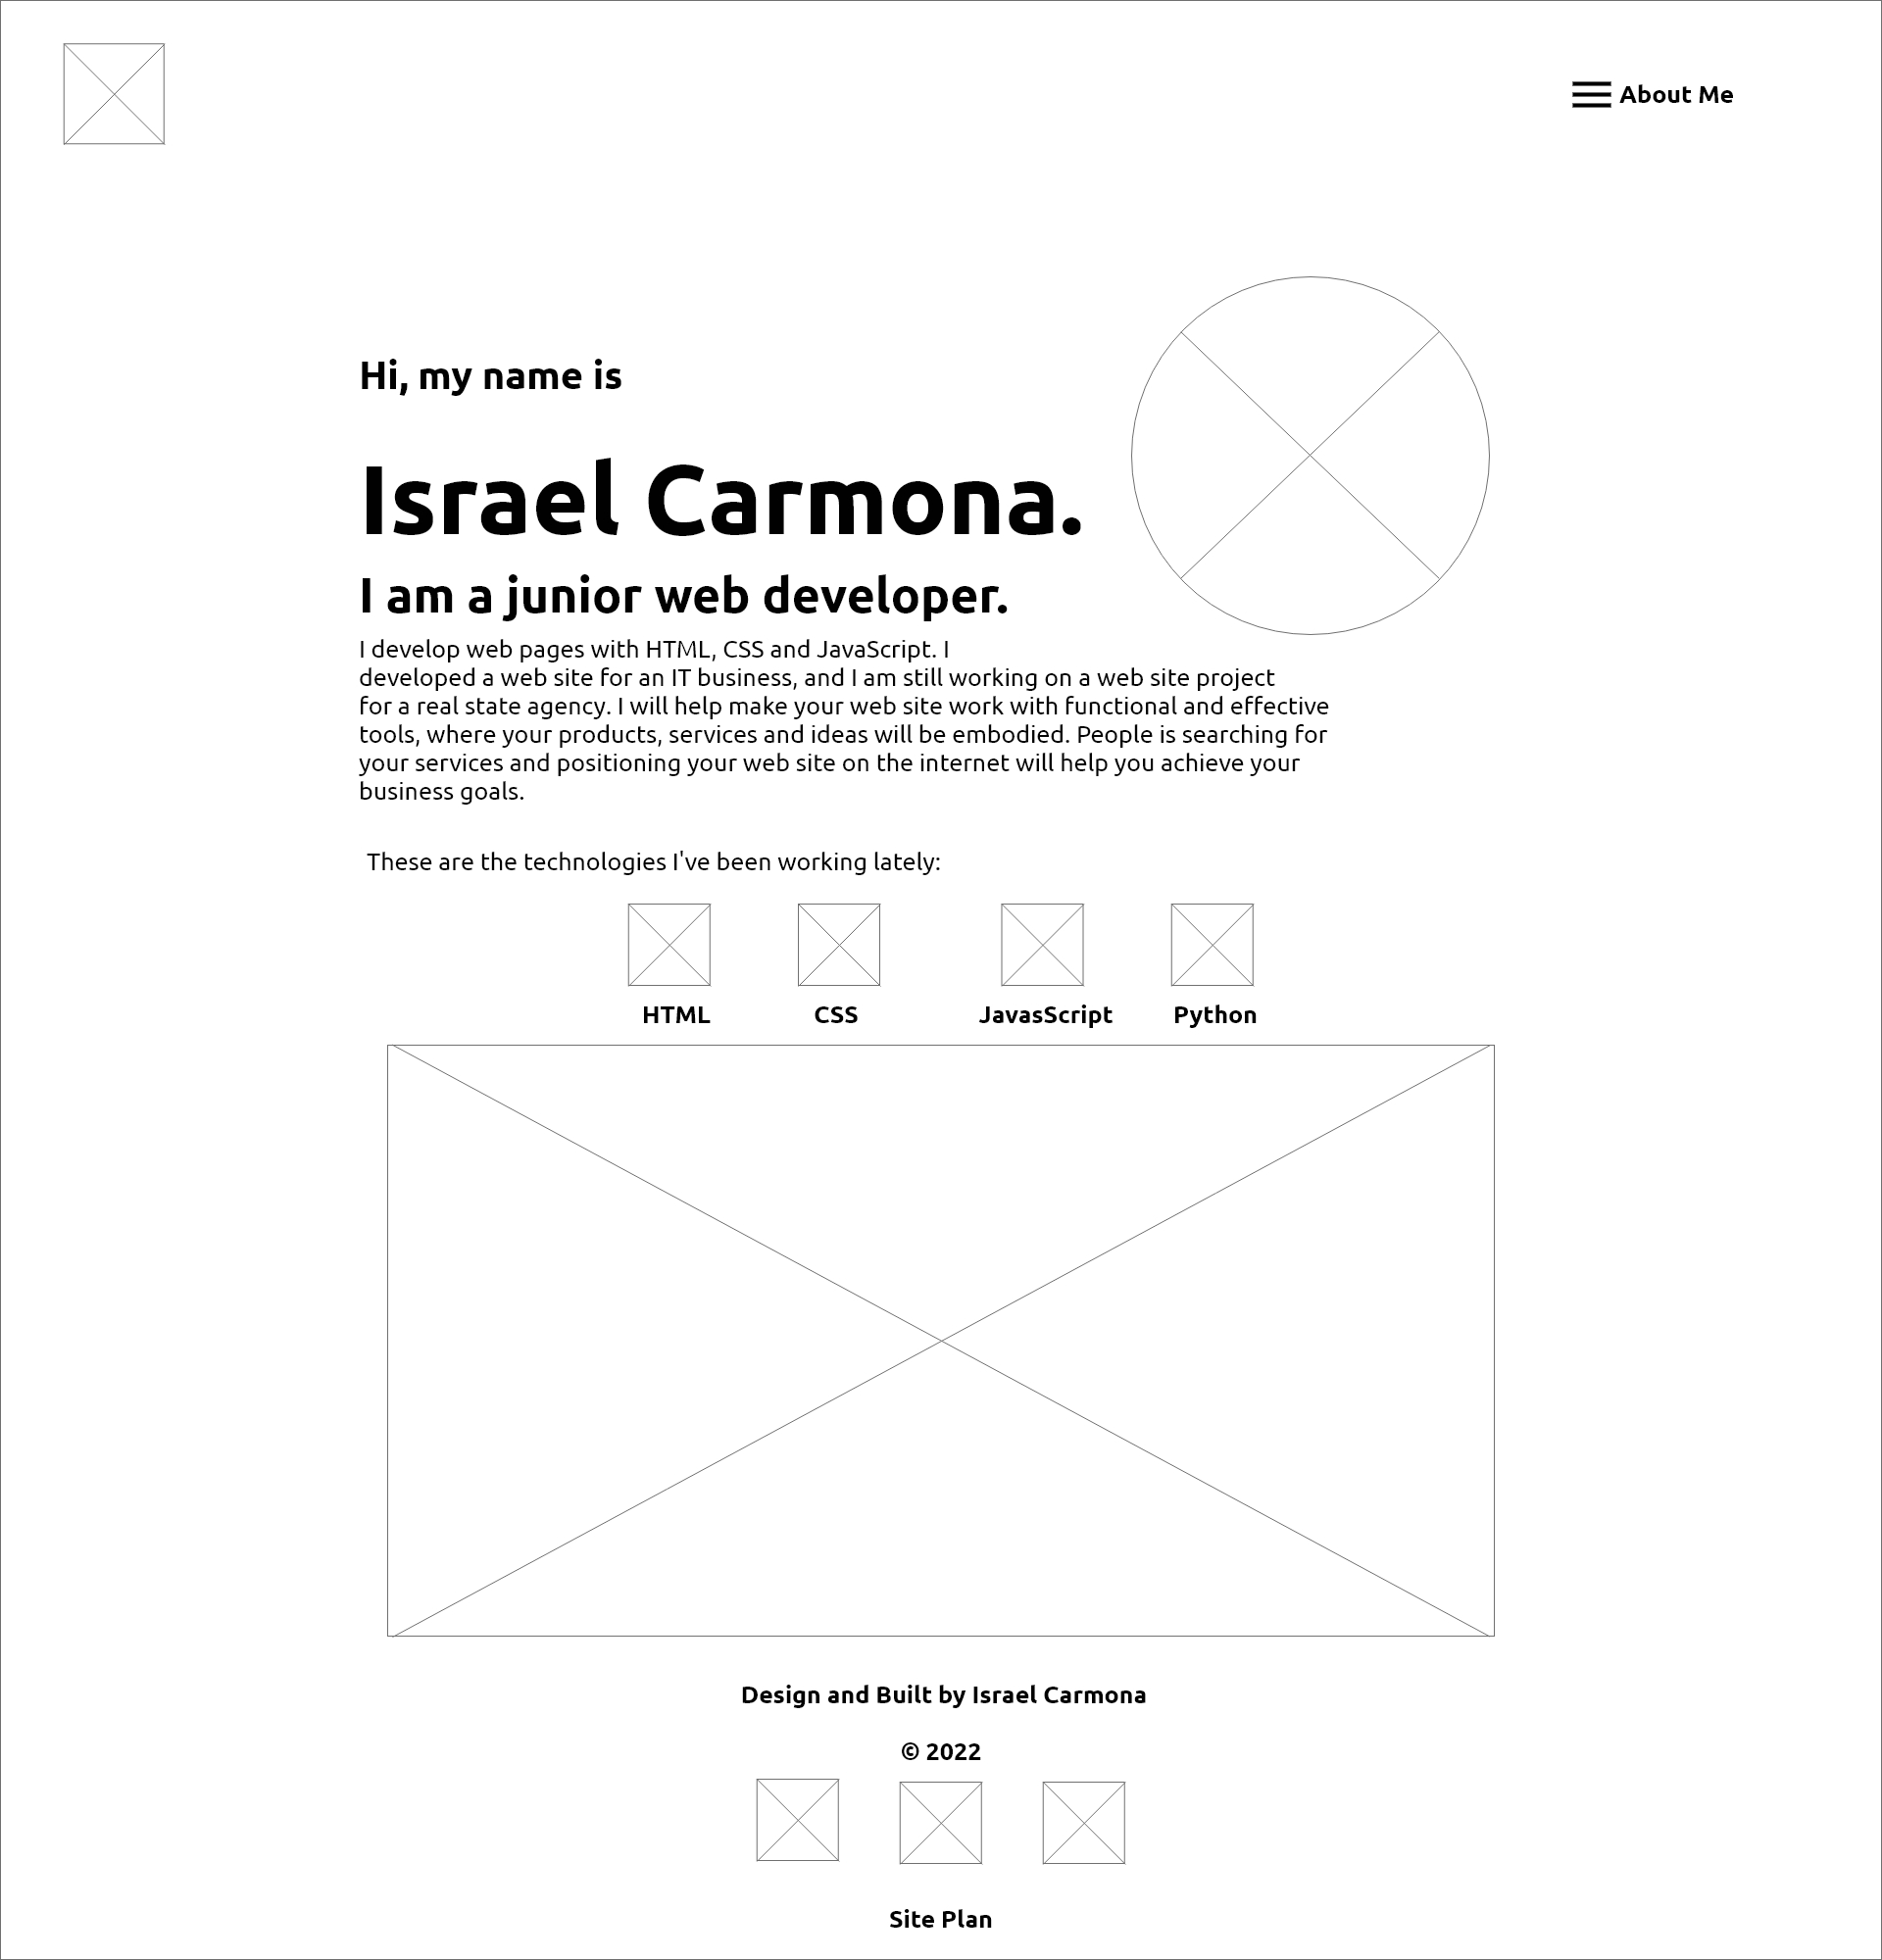 About Me
Hi, my name is
Israel Carmona.
I am a junior web developer.
I develop web pages with HTML, CSS and JavaScript. I
developed a web site for an IT business, and I am still working on a web site project
for a real state agency. I will help make your web site work with functional and effective
tools, where your products, services and ideas will be embodied. People is searching for
your services and positioning your web site on the internet will help you achieve your
business goals.
These are the technologies I've been working lately:
HTML CSS JavasScript Python
Design and Built by Israel Carmona
© 2022
Site Plan